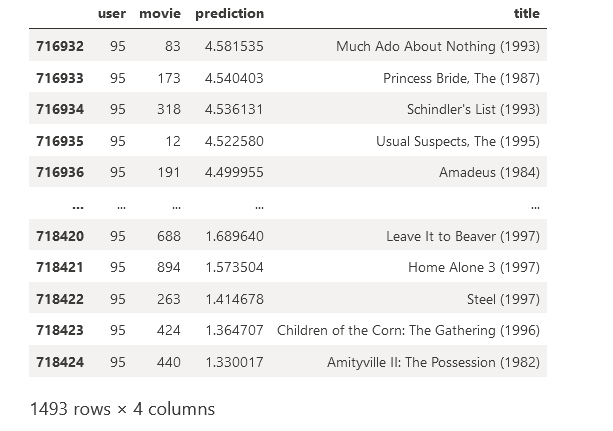 user movie prediction title
716932 95 83 4.581535 Much Ado About Nothing (1993)
716933 95 173 4.540403 Princess Bride, The (1987)
716934 95 318 4.536131 Schindler's List (1993)
716935 95 12 4.522580 Usual Suspects, The (1995)
716936 95 191 4.499955 Amadeus (1984)
... ... ... ... ...
718420 95 688 1.689640 Leave It to Beaver (1997)
718421 95 894 1.573504 Home Alone 3 (1997)
718422 95 263 1.414678 Steel (1997)
718423 95 424 1.364707 Children of the Corn: The Gathering (1996)
718424 95 440 1.330017 Amityville II: The Possession (1982)
1493 rows × 4 columns